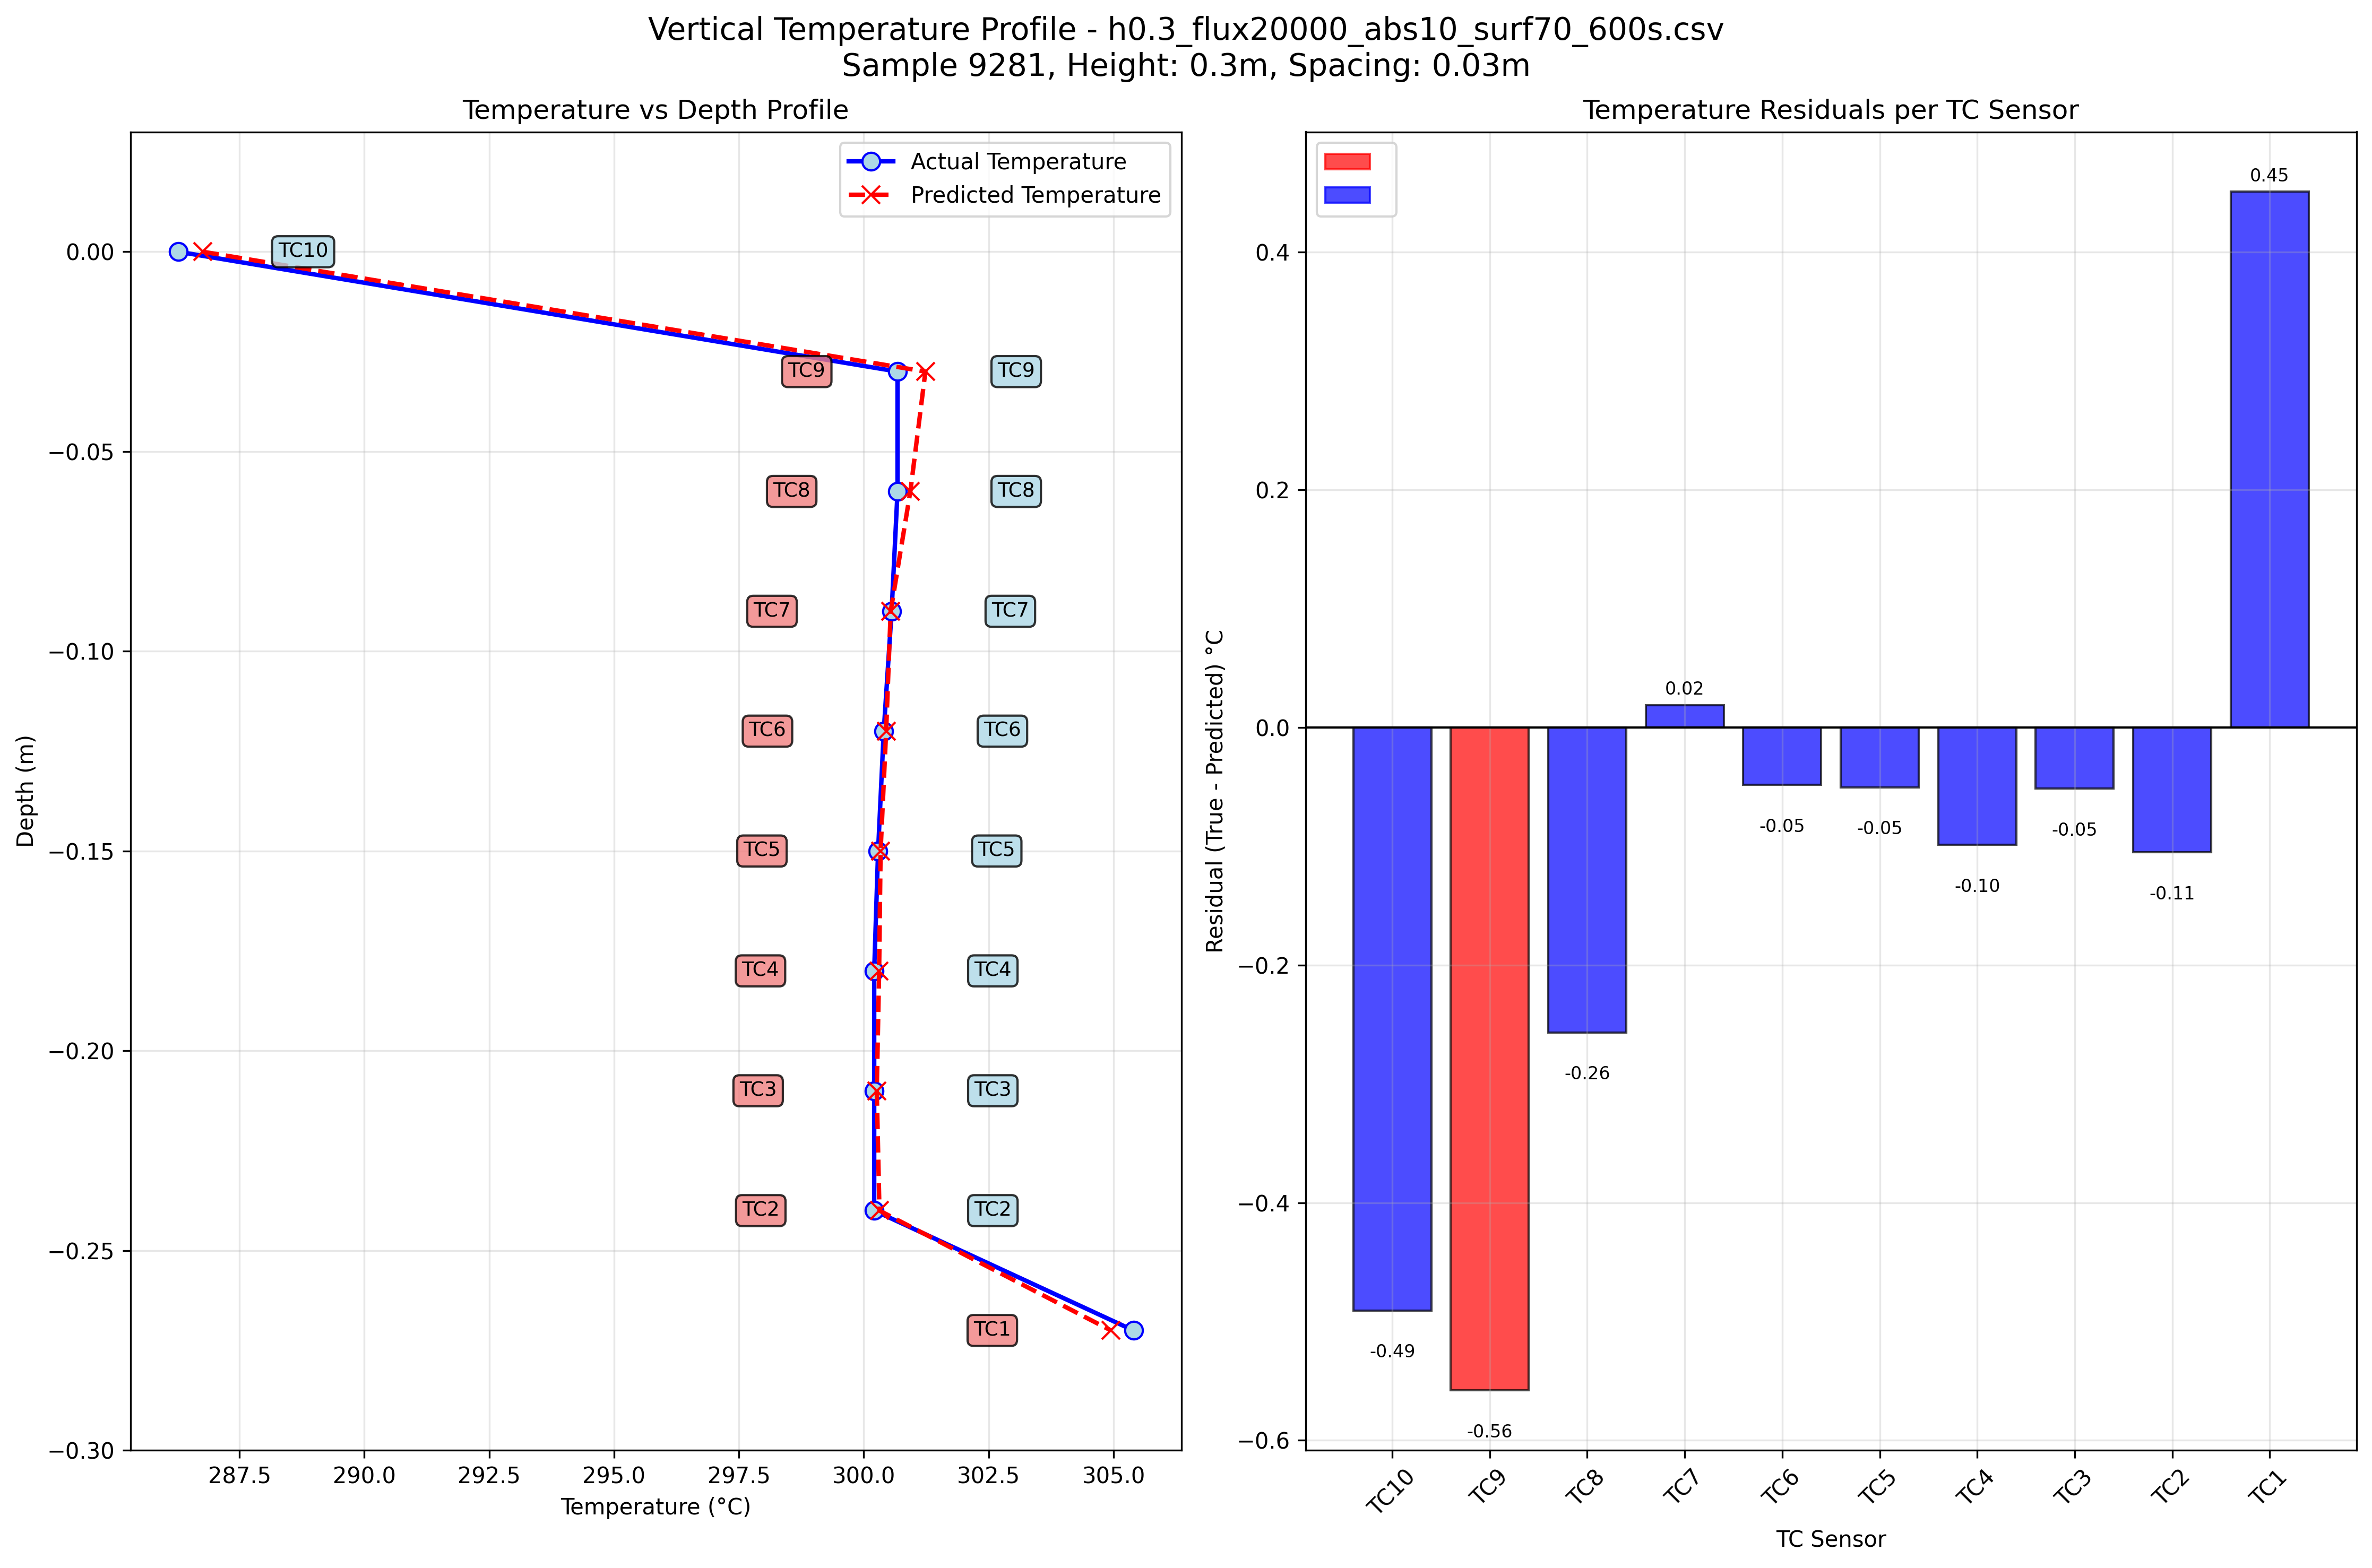 Vertical Temperature Profile - h0.3_flux20000_abs10_surf70_600s.csv
Sample 9281, Height: 0.3m, Spacing: 0.03m
Temperature vs Depth Profile
Actual Temperature
Predicted Temperature
0.00
−0.05
−0.10
−0.15
−0.20
−0.25
−0.30
Depth (m)
TC10
TC9 TC9
TC8 TC8
TC7 TC7
TC6 TC6
TC5 TC5
TC4 TC4
TC3 TC3
TC2 TC2
TC1
287.5 290.0 292.5 295.0 297.5 300.0 302.5 305.0
Temperature (°C)
Temperature Residuals per TC Sensor
0.4
0.2
0.0
−0.2
−0.4
−0.6
Residual (True - Predicted) °C
-0.49
-0.56
-0.26
0.02
-0.05
-0.05
-0.10
-0.05
-0.11
0.45
TC10 TC9 TC8 TC7 TC6 TC5 TC4 TC3 TC2 TC1
TC Sensor